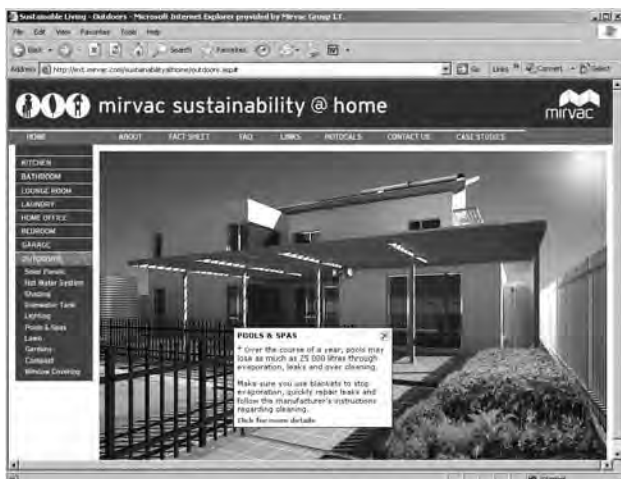 Sustainable Living - Outdoors - Microsoft Internet Explorer provided by Mirvac Group I.T.
File Edit View Favorites Tools Help
Back Search Favorites
Address Go Links Convert Select
mirvac sustainability @ home
mirvac
HOME ABOUT FACT SHEET FAQ LINKS HOTGOALS CONTACT US CASE STUDIES
KITCHEN
BATHROOM
LOUNGE ROOM
LAUNDRY
HOME OFFICE
BEDROOM
GARAGE
OUTDOORS
Solar Panels
Hot Water System
Shading
Rainwater Tank
Lighting
Pools & Spas
Lawn
Gardens
Compost
Window Covering
POOLS & SPAS
* Over the course of a year, pools may
lose as much as 25 000 litres through
evaporation, leaks and over cleaning.
Make sure you use blankets to stop
evaporation, quickly repair leaks and
follow the manufacturer's instructions
regarding cleaning.
Click for more details